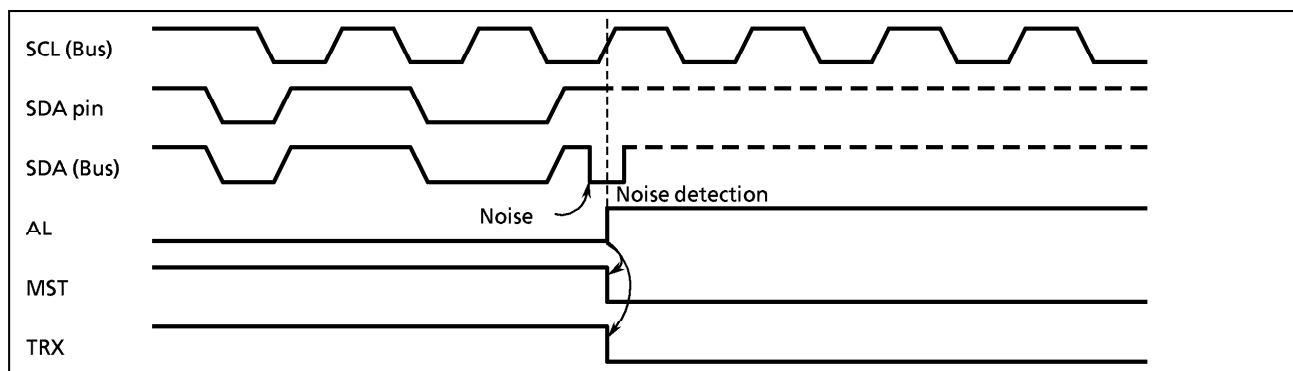 SCL (Bus)
SDA pin
SDA (Bus)
Noise detection
Noise
AL
MST
TRX